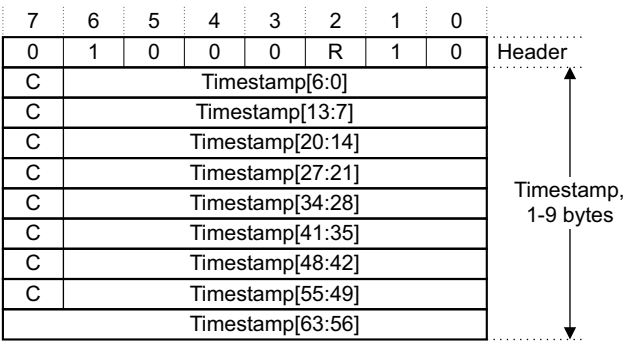 7 6 5 4 3 2 1 0
0 1 0 0 0 R 1 0 Header
C Timestamp[6:0]
C Timestamp[13:7]
C Timestamp[20:14]
C Timestamp[27:21]
C Timestamp[34:28]
C Timestamp[41:35]
C Timestamp[48:42]
C Timestamp[55:49]
Timestamp[63:56]
Timestamp,
1-9 bytes